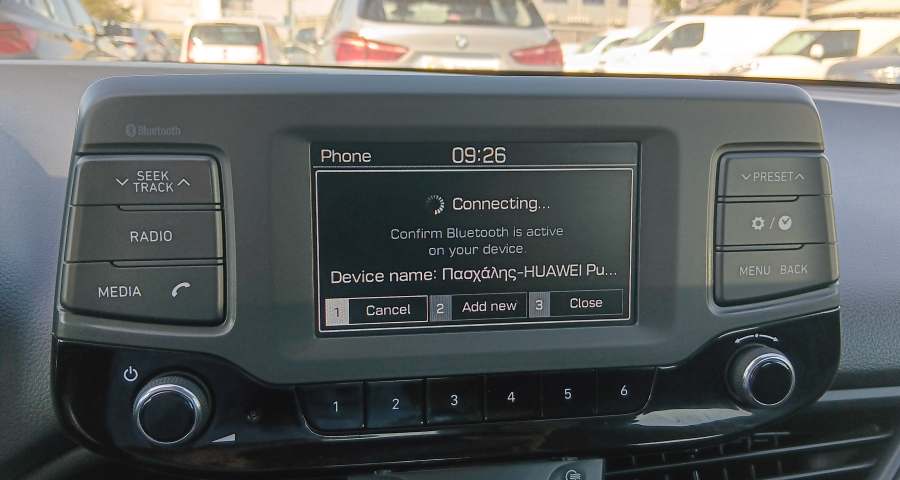 Bluetooth
Phone 09:26
Connecting...
Confirm Bluetooth is active
on your device.
Device name: Πασχάλης-HUAWEI Pu...
1 Cancel 2 Add new 3 Close
SEEK
TRACK
RADIO
MEDIA
PRESET
/
MENU BACK
1 2 3 4 5 6